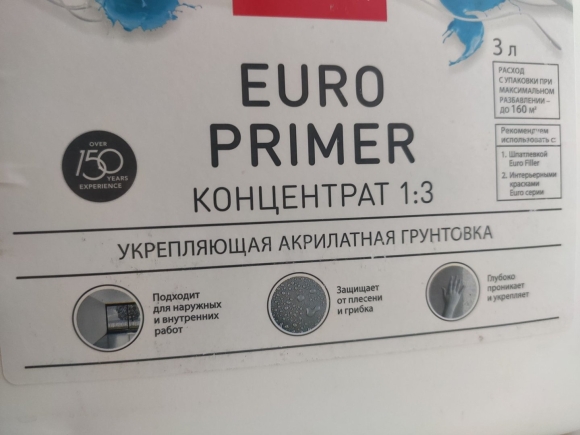 EURO
PRIMER
КОНЦЕНТРАТ 1:3
УКРЕПЛЯЮЩАЯ АКРИЛАТНАЯ ГРУНТОВКА
OVER
150
YEARS
EXPERIENCE
3 л
РАСХОД
С УПАКОВКИ ПРИ
МАКСИМАЛЬНОМ
РАЗБАВЛЕНИИ –
ДО 160 м²
Рекомендуем
использовать с:
1. Шпатлевкой
Euro Filler
2. Интерьерными
красками
Euro серии
Подходит
для наружных
и внутренних
работ
Защищает
от плесени
и грибка
Глубоко
проникает
и укрепляет